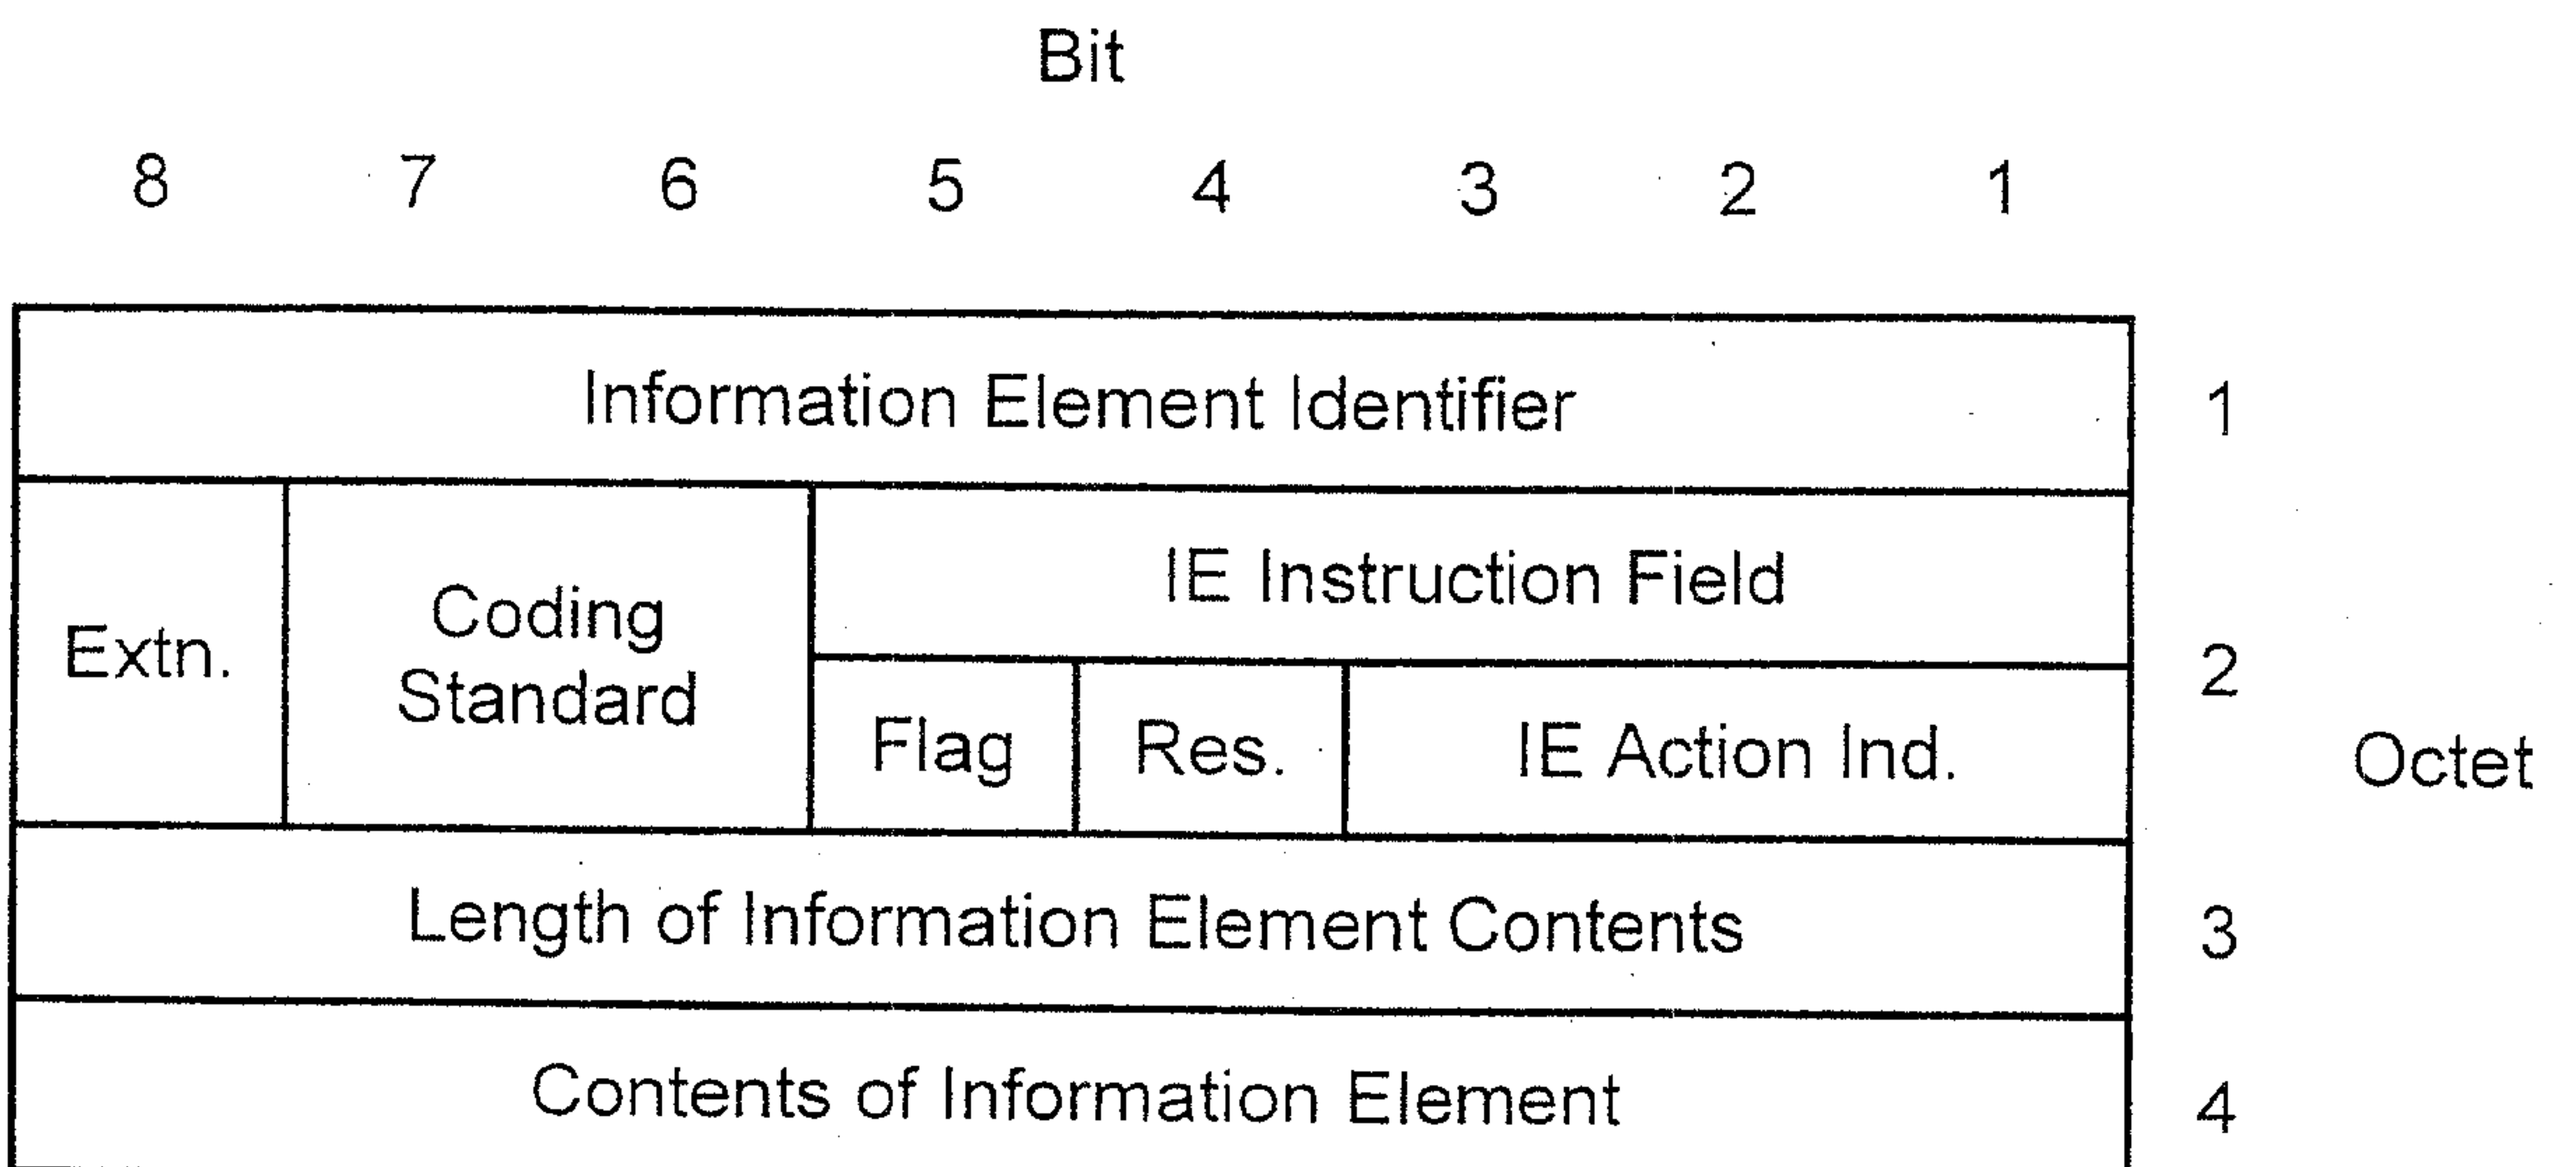 Bit
8 7 6 5 4 3 2 1
Information Element Identifier 1
IE Instruction Field
Extn. Coding Standard 2
Flag Res. IE Action Ind.
Octet
Length of Information Element Contents 3
Contents of Information Element 4